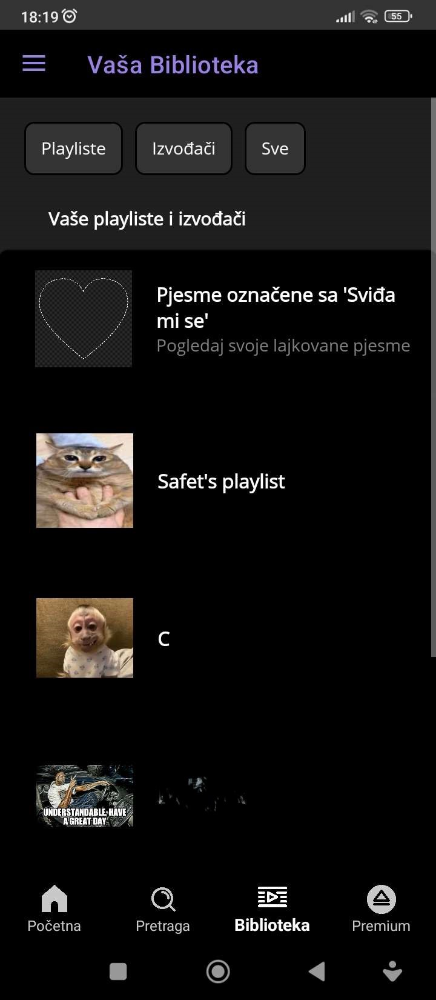 18:19
55
Vaša Biblioteka
Playliste
Izvođači
Sve
Vaše playliste i izvođači
Pjesme označene sa 'Sviđa
mi se'
Pogledaj svoje lajkovane pjesme
Safet's playlist
C
UNDERSTANDABLE, HAVE
A GREAT DAY
Početna
Pretraga
Biblioteka
Premium